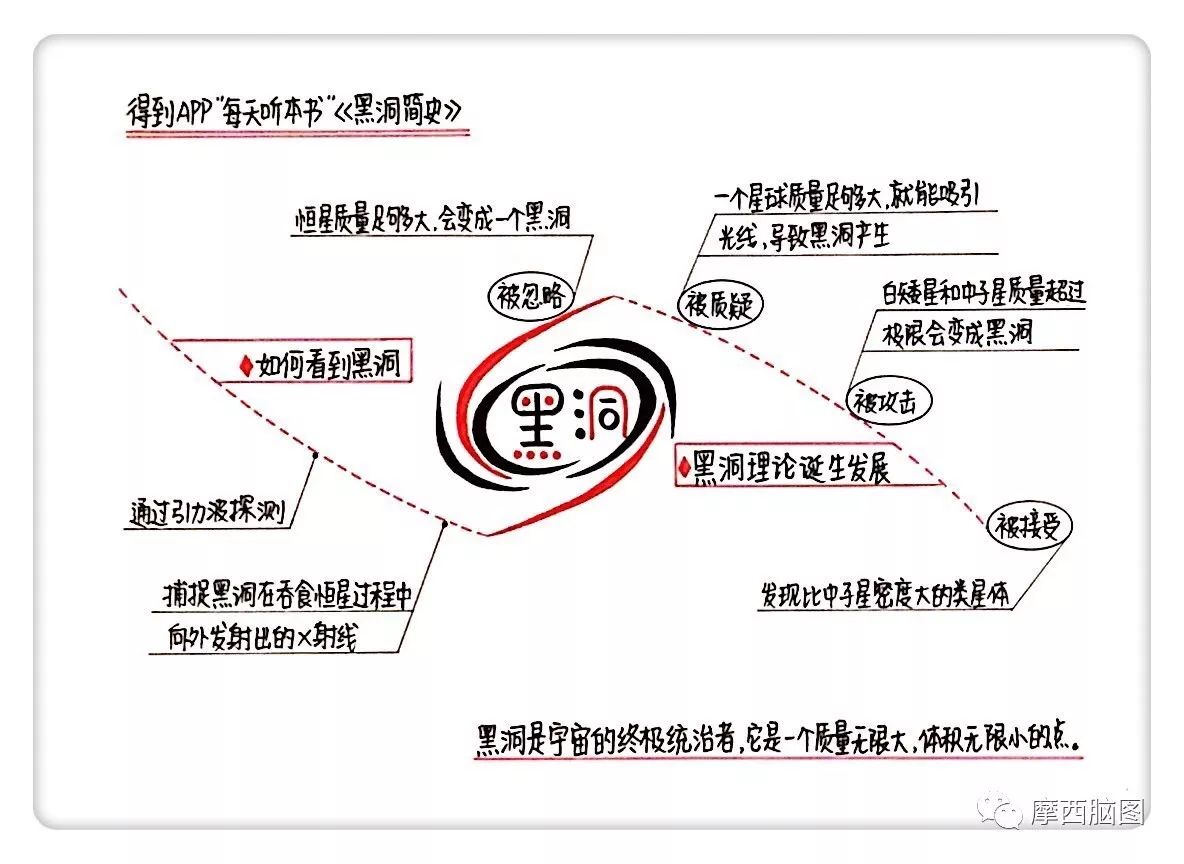 得到APP"每天听本书"《黑洞简史》
恒星质量足够大,会变成一个黑洞
被忽略
一个星球质量足够大,就能吸引
光线,导致黑洞产生
被质疑
白矮星和中子星质量超过
极限会变成黑洞
被攻击
如何看到黑洞
黑洞
黑洞理论诞生发展
通过引力波探测
被接受
捕捉黑洞在吞食恒星过程中
向外发射出的X射线
发现比中子星密度大的类星体
黑洞是宇宙的终极统治者,它是一个质量无限大,体积无限小的点。
摩西脑图